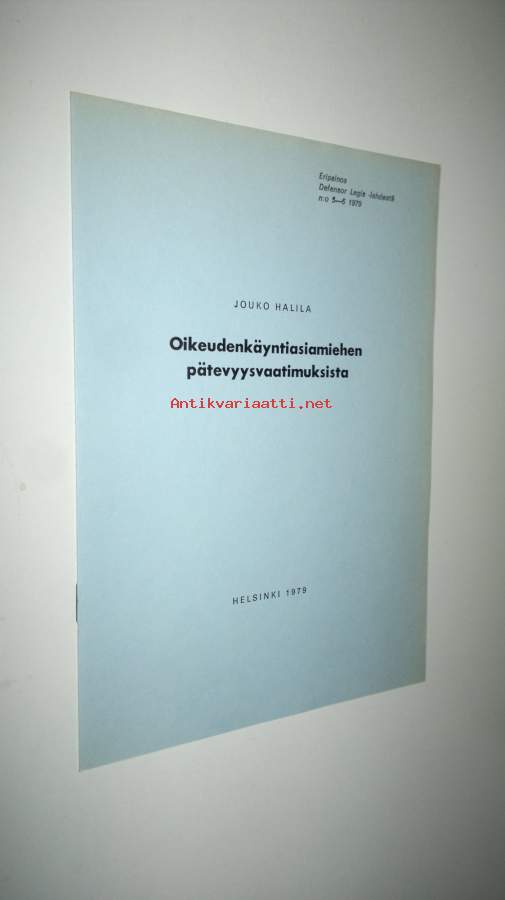 Eripainos
Defensor Legis -lehdestä
n:o 5—6 1979
JOUKO HALILA
Oikeudenkäyntiasiamiehen
pätevyysvaatimuksista
Antikvariaatti.net
HELSINKI 1979